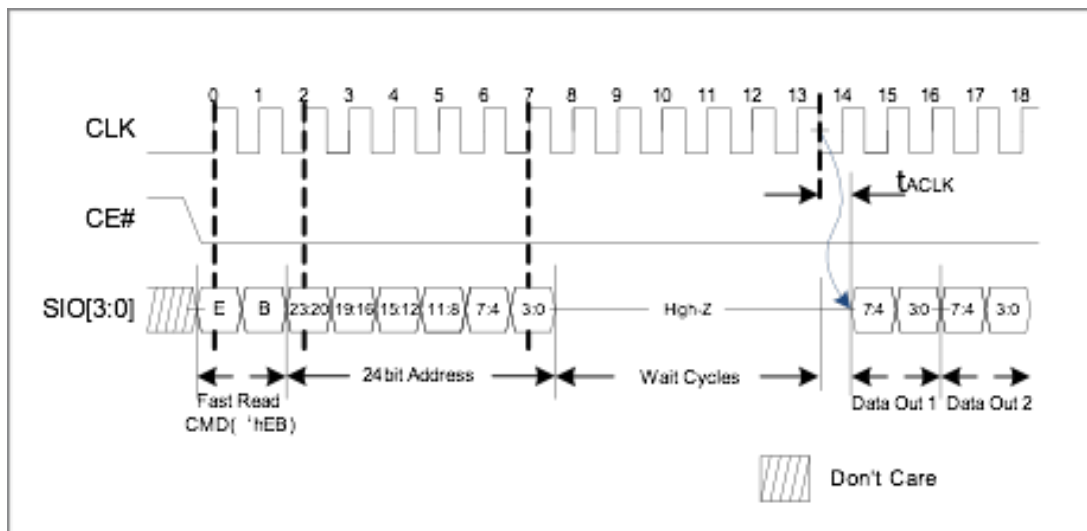 0 1 2 3 4 5 6 7 8 9 10 11 12 13 14 15 16 17 18
CLK
tACLK
CE#
SIO[3:0] E B 23:20 19:16 15:12 11:8 7:4 3:0 High-Z 7:4 3:0 7:4 3:0
24bit Address Wait Cycles
Fast Read Data Out 1 Data Out 2
CMD( 'hEB)
Don't Care